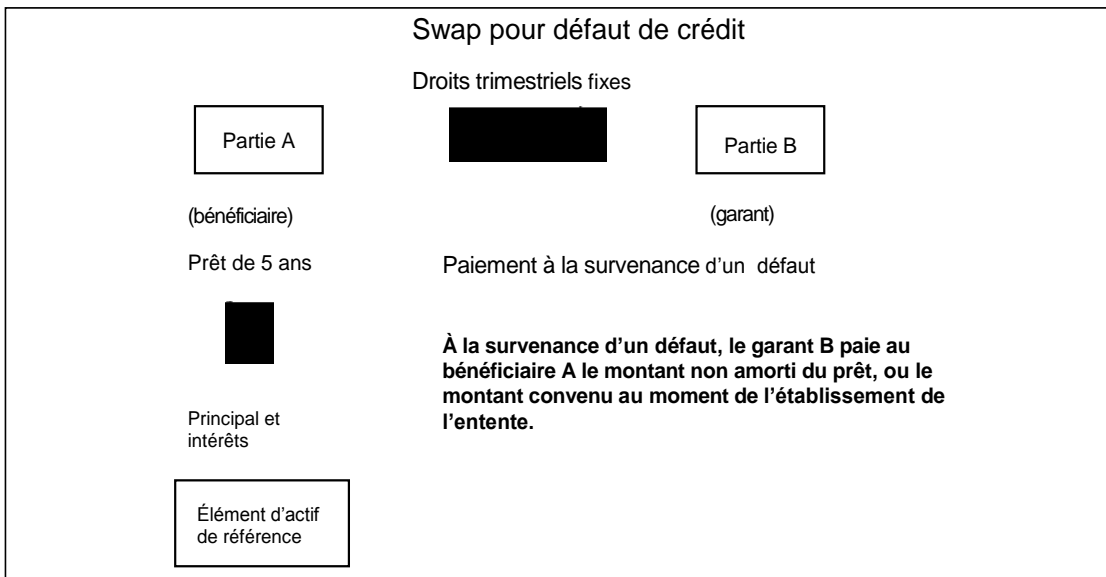 Swap pour défaut de crédit
Droits trimestriels fixes
Partie A
Partie B
(bénéficiaire)
(garant)
Prêt de 5 ans
Paiement à la survenance d'un défaut
À la survenance d'un défaut, le garant B paie au
bénéficiaire A le montant non amorti du prêt, ou le
montant convenu au moment de l'établissement de
l'entente.
Principal et
intérêts
Élément d'actif
de référence